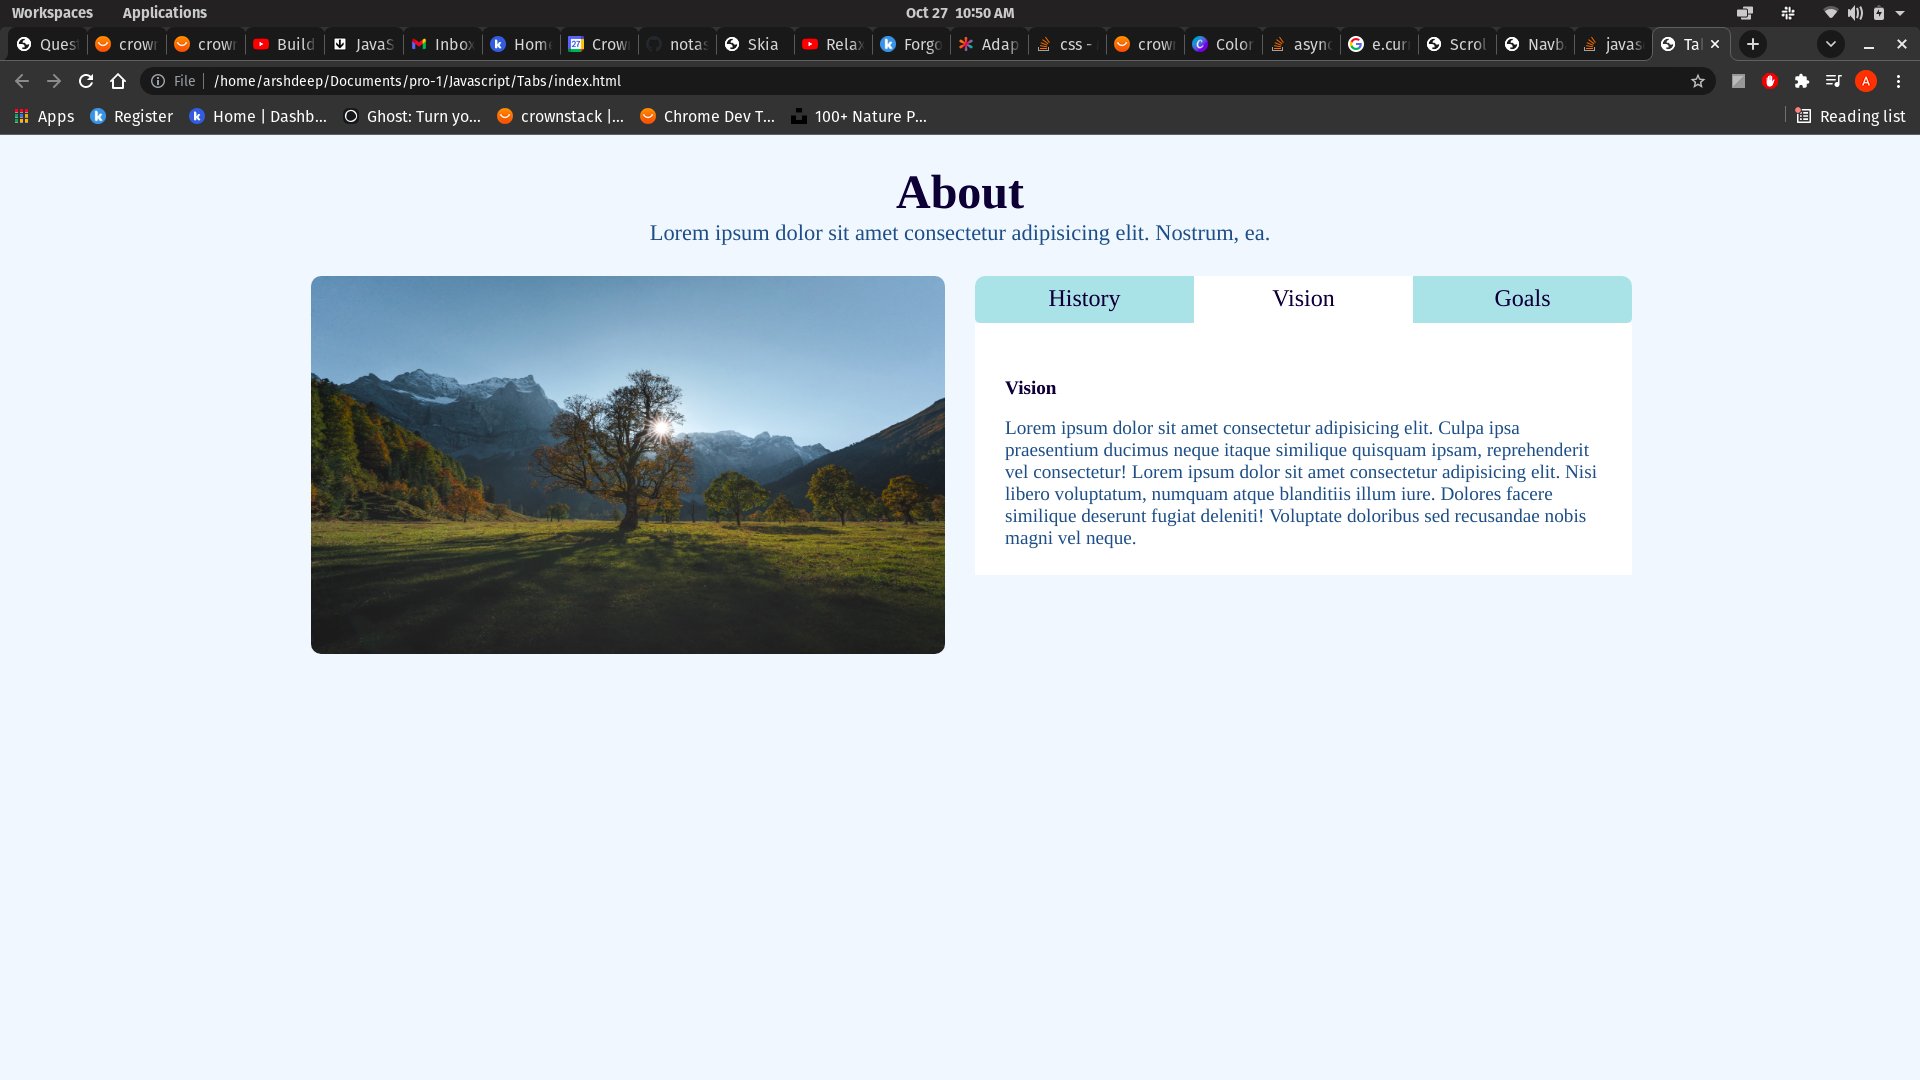 Workspaces Applications Oct 27 10:50 AM
Ques crow crow Build JavaS Inbo Home 27 Crow notas Skia Rela Forgo Adap css - crow Color asyn e.cur Scrol Navb javas Ta
File /home/arshdeep/Documents/pro-1/Javascript/Tabs/index.html A
Apps Register Home | Dashb... Ghost: Turn yo... crownstack |... Chrome Dev T... 100+ Nature P... Reading list
About
Lorem ipsum dolor sit amet consectetur adipisicing elit. Nostrum, ea.
History Vision Goals
Vision
Lorem ipsum dolor sit amet consectetur adipisicing elit. Culpa ipsa
praesentium ducimus neque itaque similique quisquam ipsam, reprehenderit
vel consectetur! Lorem ipsum dolor sit amet consectetur adipisicing elit. Nisi
libero voluptatum, numquam atque blanditiis illum iure. Dolores facere
similique deserunt fugiat deleniti! Voluptate doloribus sed recusandae nobis
magni vel neque.